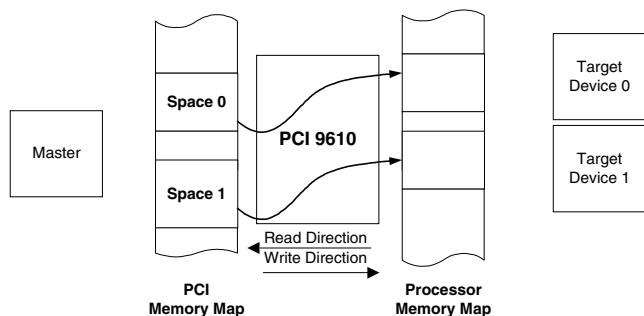 Master
Space 0
Space 1
PCI 9610
Target
Device 0
Target
Device 1
Read Direction
Write Direction
PCI
Memory Map
Processor
Memory Map